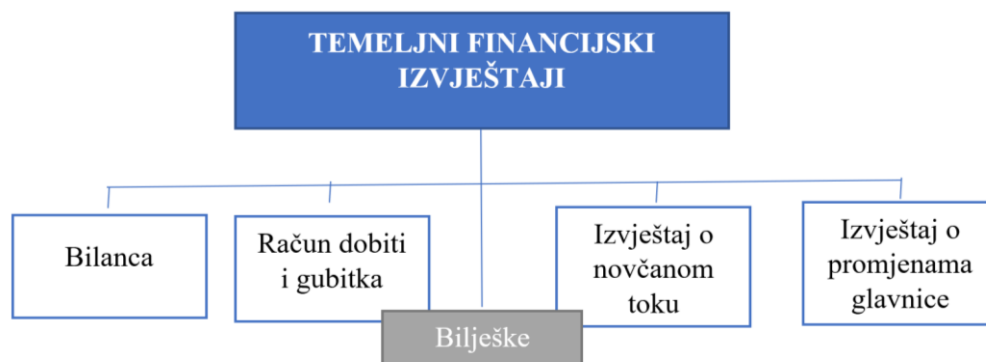 TEMELJNI FINANCIJSKI
IZVJEŠTAJI
Bilanca
Račun dobiti
i gubitka
Izvještaj o
novčanom
toku
Izvještaj o
promjenama
glavnice
Bilješke